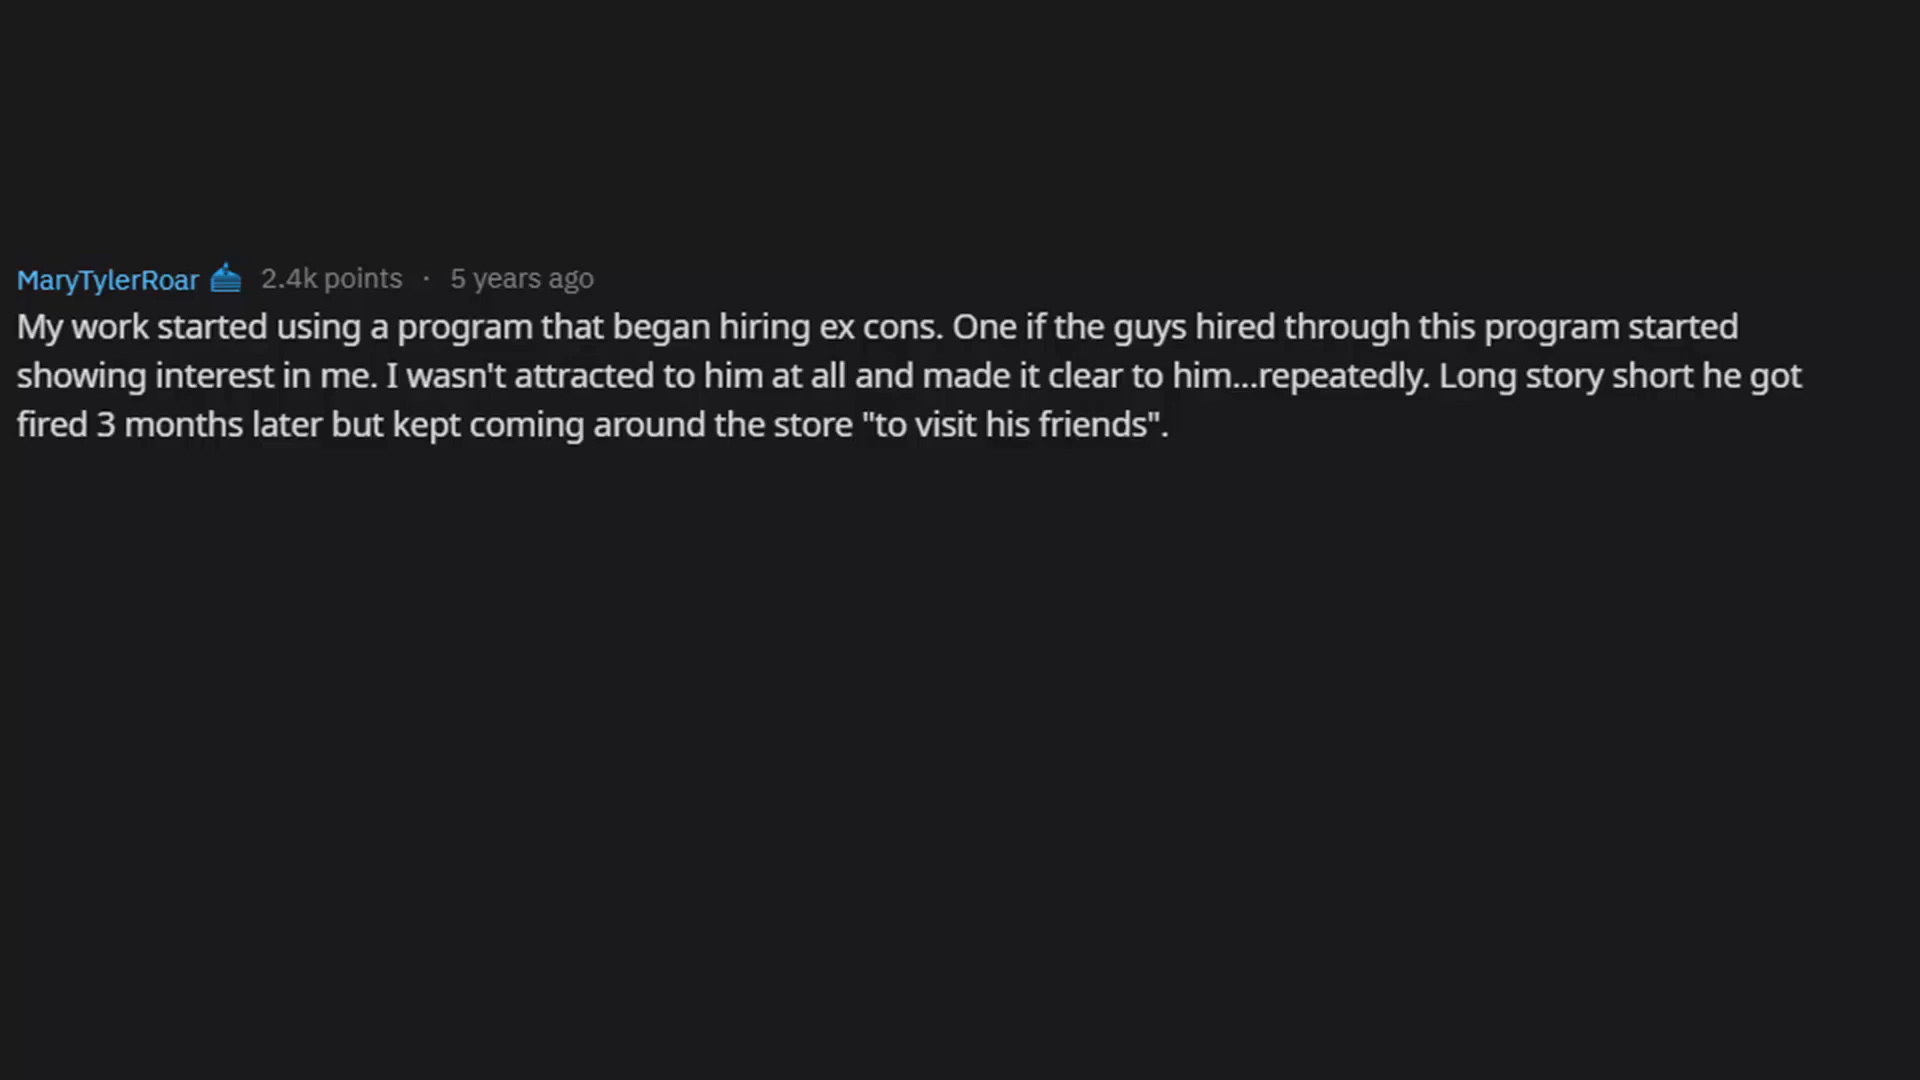 MaryTylerRoar 2.4k points · 5 years ago
My work started using a program that began hiring ex cons. One if the guys hired through this program started
showing interest in me. I wasn't attracted to him at all and made it clear to him...repeatedly. Long story short he got
fired 3 months later but kept coming around the store "to visit his friends".